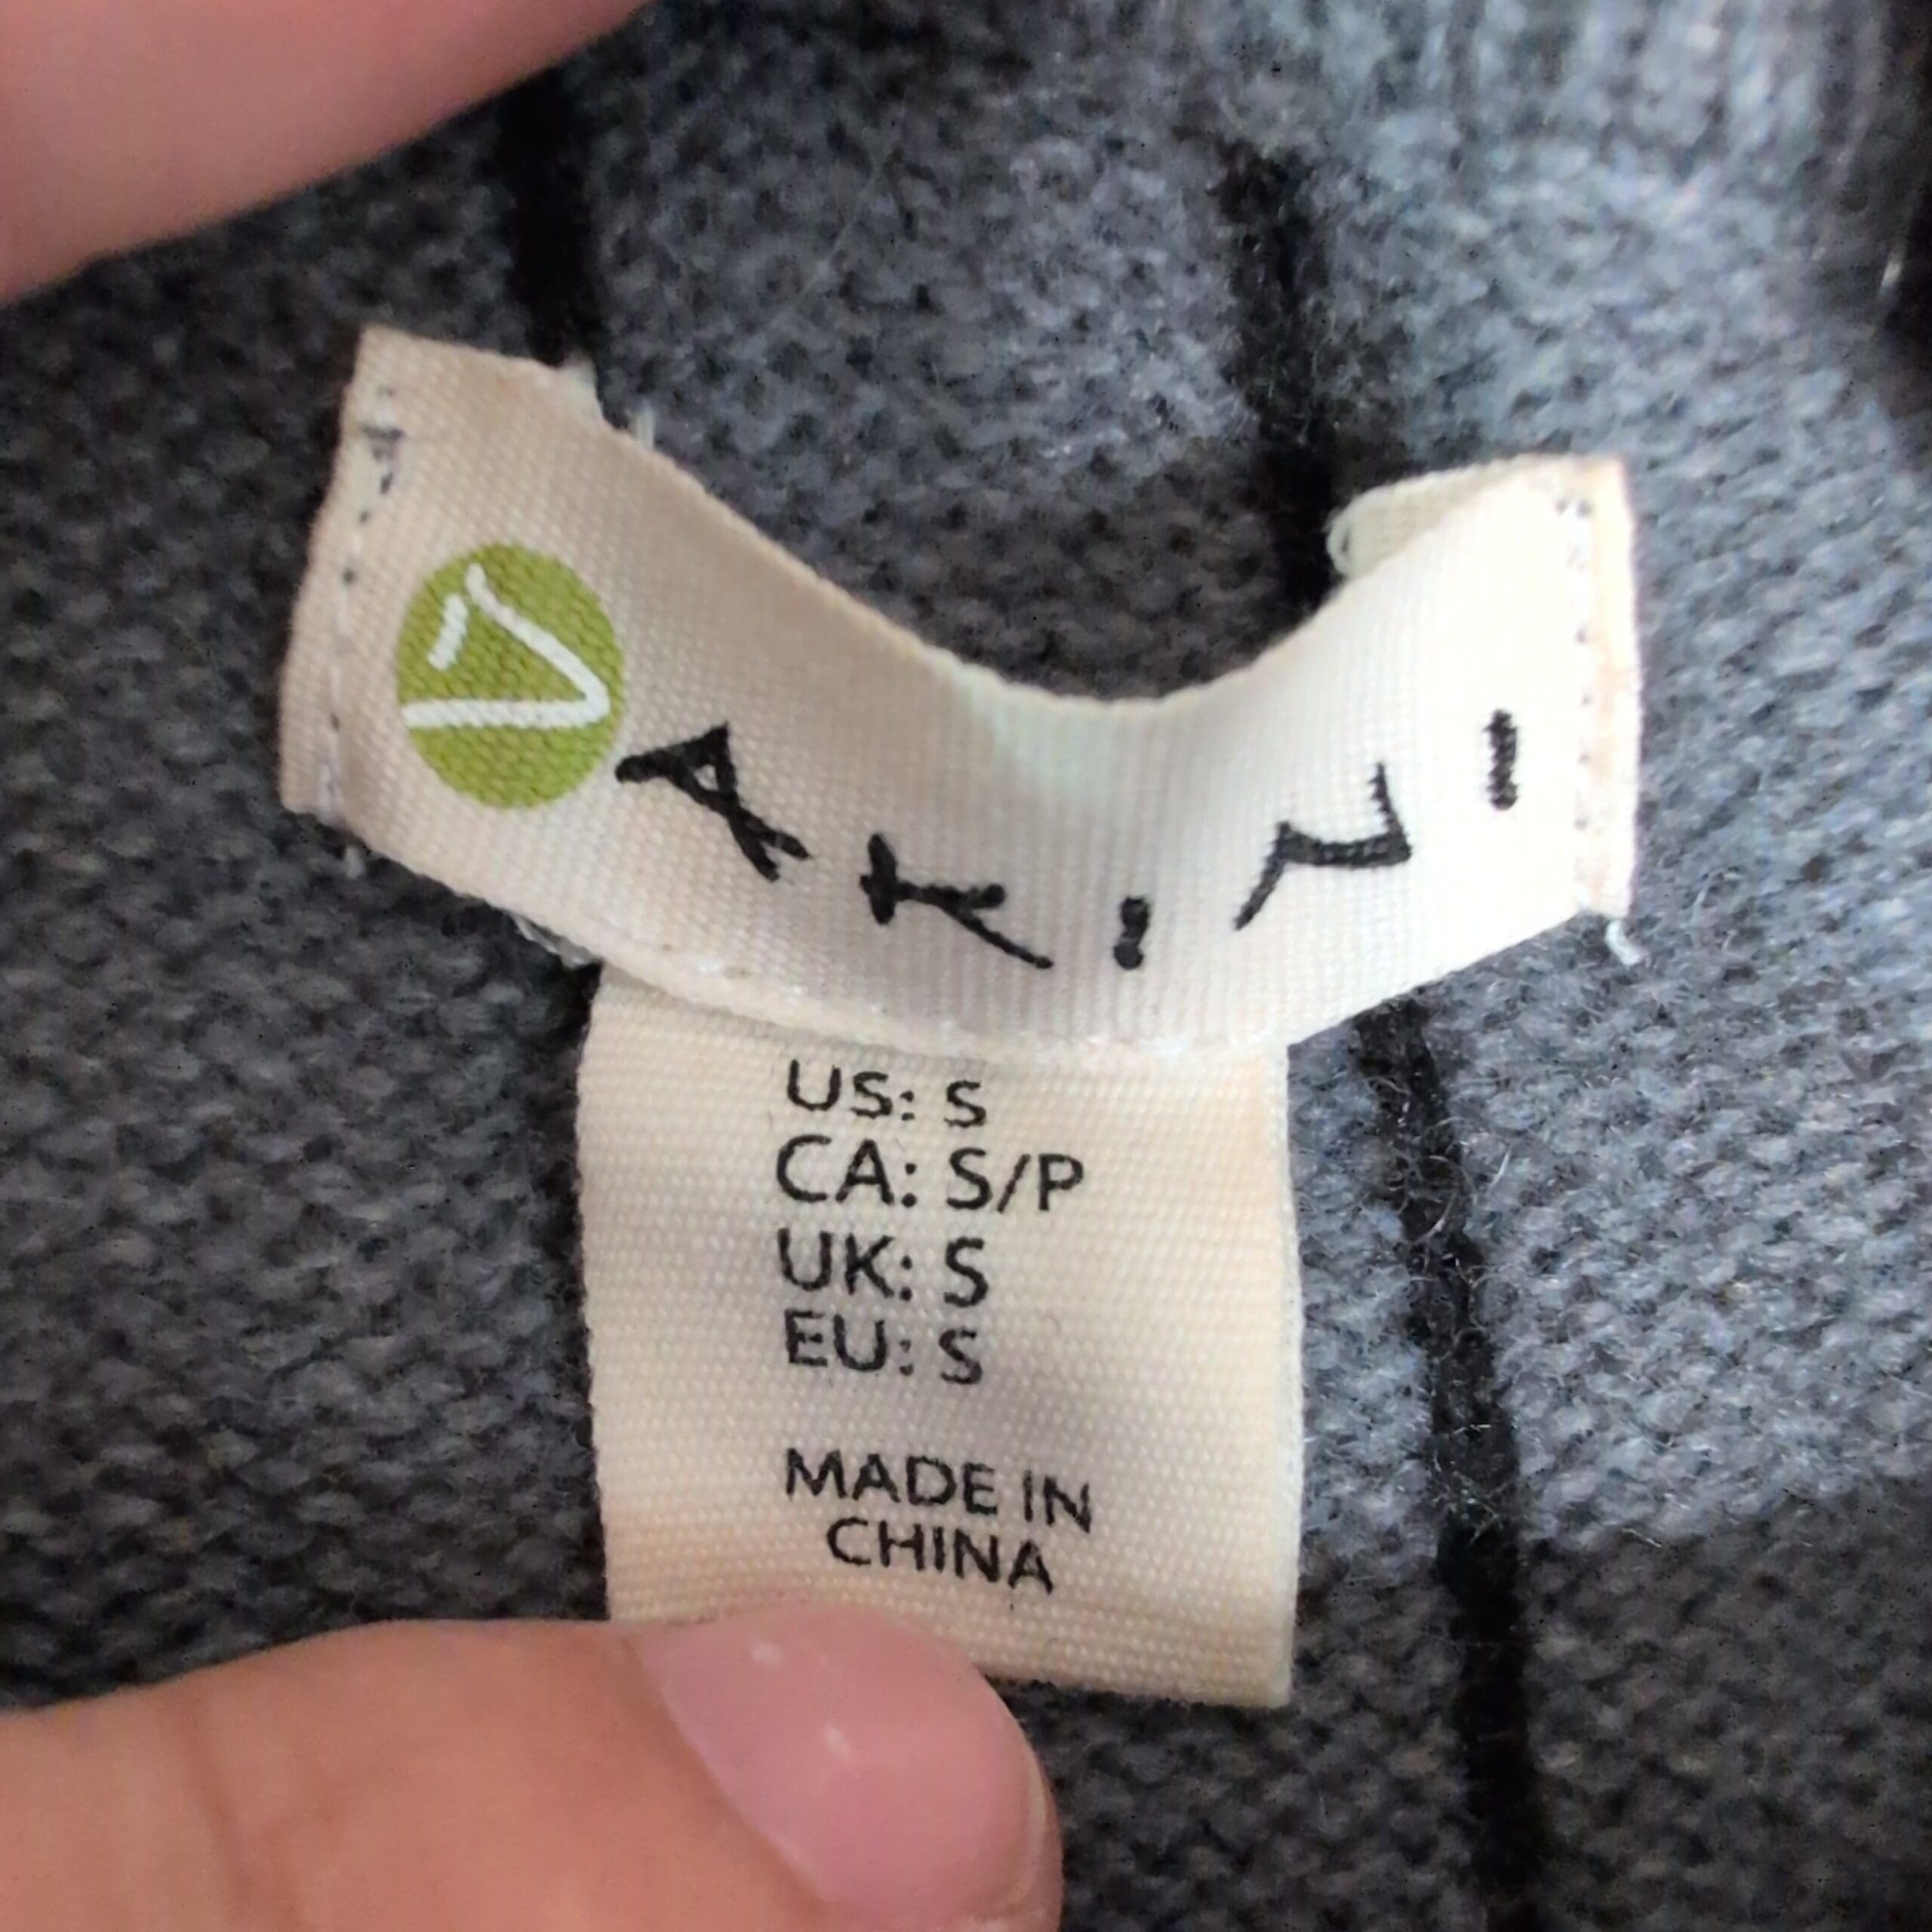 AKINI
US: S
CA: S/P
UK: S
EU: S
MADE IN
CHINA